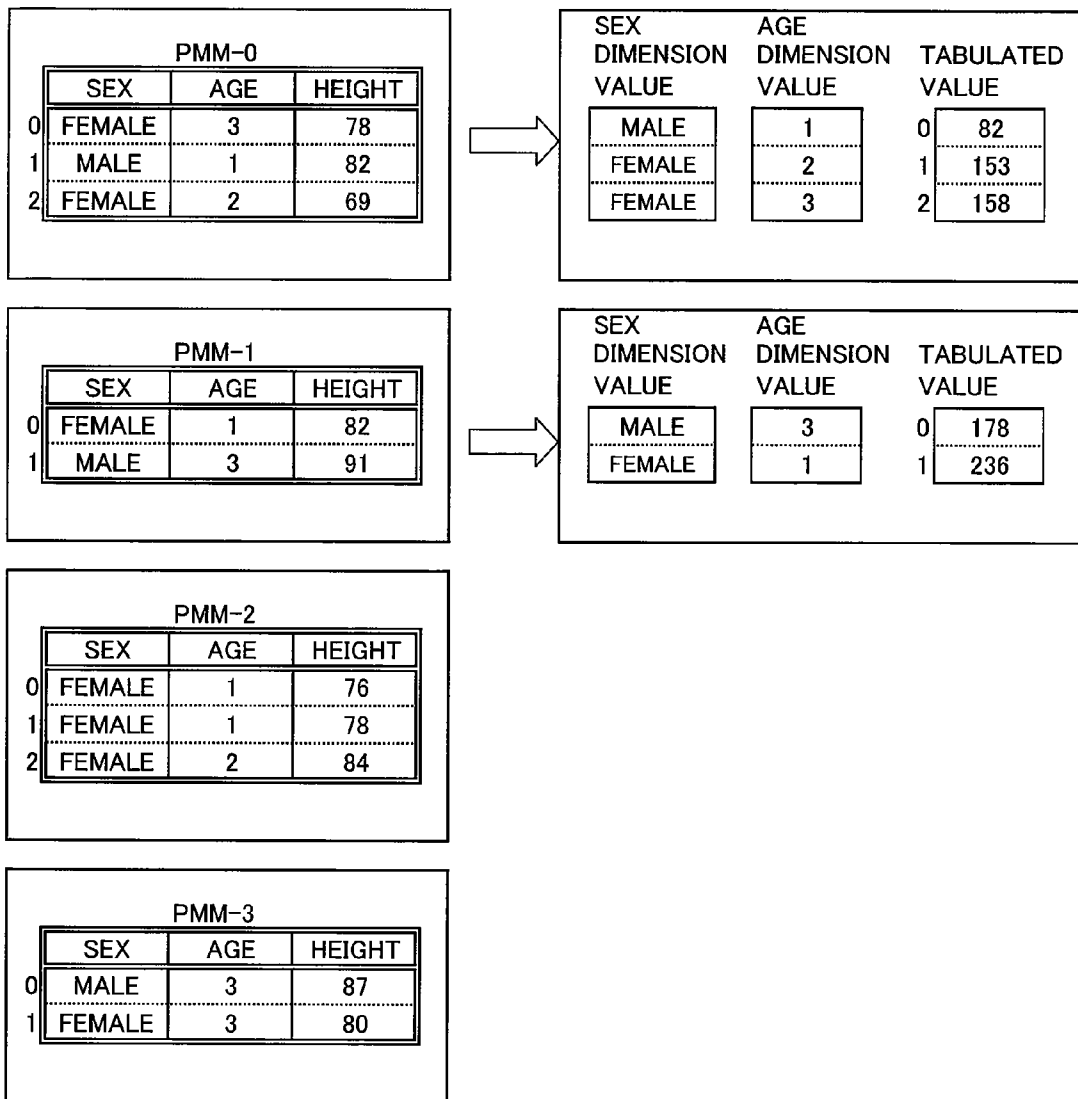 PMM-0
SEX AGE HEIGHT
0 FEMALE 3 78
1 MALE 1 82
2 FEMALE 2 69
SEX DIMENSION VALUE
AGE DIMENSION VALUE
TABULATED VALUE
MALE 1 0 82
FEMALE 2 1 153
FEMALE 3 2 158
PMM-1
SEX AGE HEIGHT
0 FEMALE 1 82
1 MALE 3 91
SEX DIMENSION VALUE
AGE DIMENSION VALUE
TABULATED VALUE
MALE 3 0 178
FEMALE 1 1 236
PMM-2
SEX AGE HEIGHT
0 FEMALE 1 76
1 FEMALE 1 78
2 FEMALE 2 84
PMM-3
SEX AGE HEIGHT
0 MALE 3 87
1 FEMALE 3 80